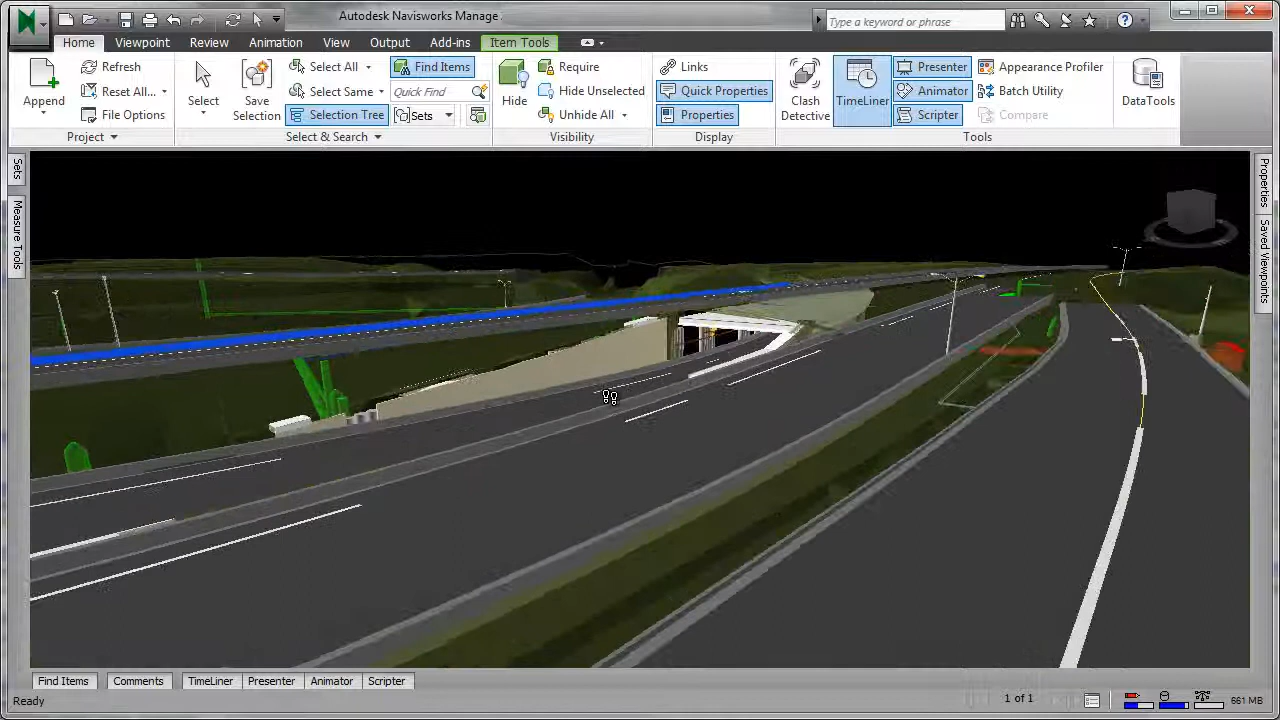 Autodesk Navisworks Manage
Type a keyword or phrase
Home
Viewpoint
Review
Animation
View
Output
Add-ins
Item Tools
Append
Refresh
Reset All...
File Options
Project
Select
Save
Selection
Select All
Select Same
Selection Tree
Find Items
Quick Find
Sets
Select & Search
Hide
Require
Hide Unselected
Unhide All
Visibility
Links
Quick Properties
Properties
Display
Clash
Detective
TimeLiner
Presenter
Animator
Scripter
Appearance Profiler
Batch Utility
Compare
Tools
DataTools
Sets
Measure Tools
Properties
Saved Viewpoints
Find Items
Comments
TimeLiner
Presenter
Animator
Scripter
Ready
1 of 1
661 MB